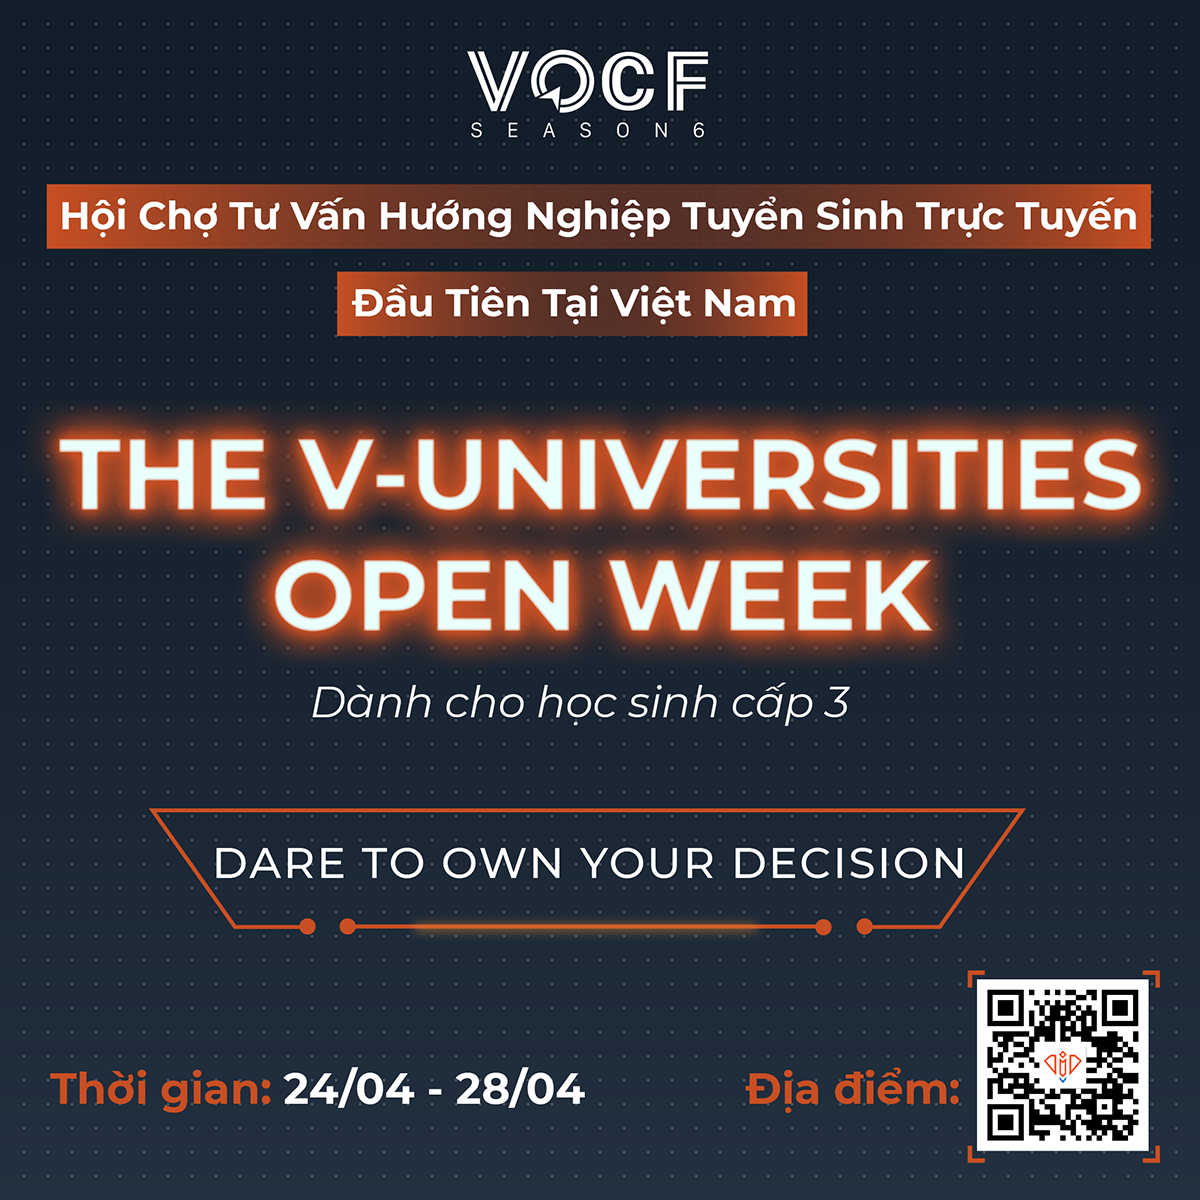 VOCF
SEASON 6
Hội Chợ Tư Vấn Hướng Nghiệp Tuyển Sinh Trực Tuyến
Đầu Tiên Tại Việt Nam
THE V-UNIVERSITIES
OPEN WEEK
Dành cho học sinh cấp 3
DARE TO OWN YOUR DECISION
Thời gian: 24/04 - 28/04
Địa điểm: